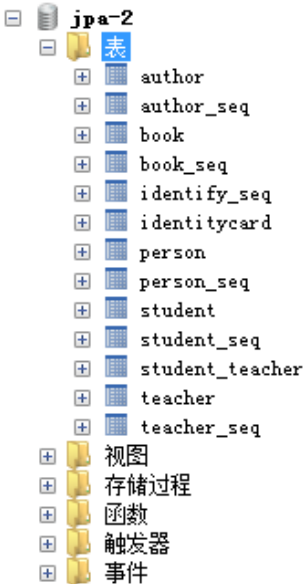 jpa-2
表
author
author_seq
book
book_seq
identify_seq
identitycard
person
person_seq
student
student_seq
student_teacher
teacher
teacher_seq
视图
存储过程
函数
触发器
事件